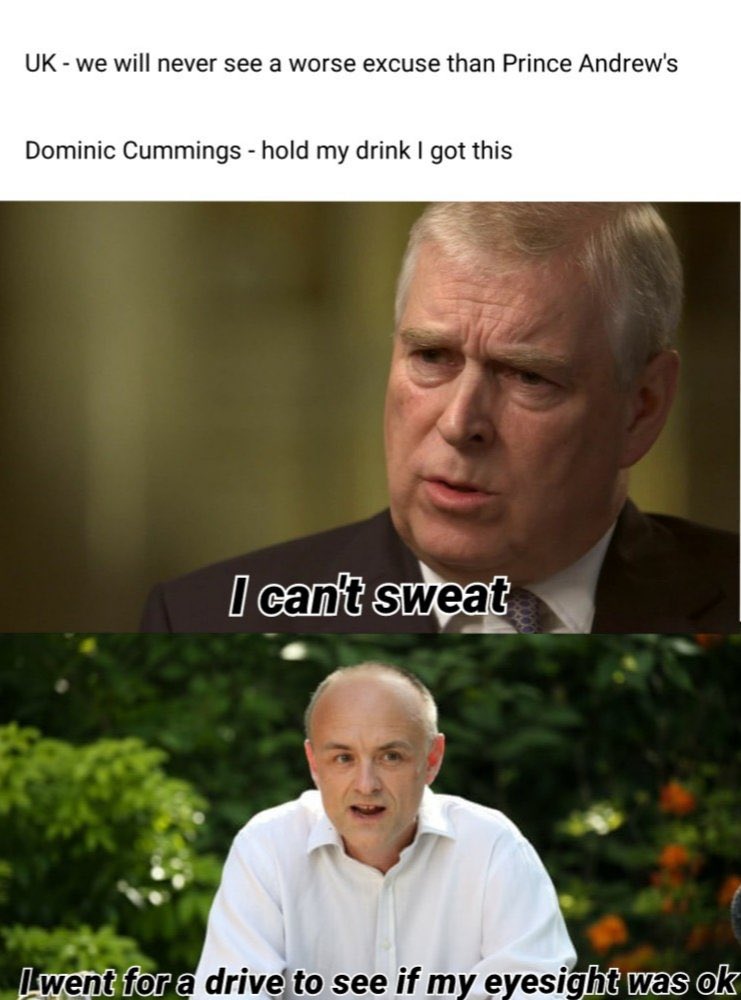 UK - we will never see a worse excuse than Prince Andrew's
Dominic Cummings - hold my drink I got this
I can't sweat
I went for a drive to see if my eyesight was ok